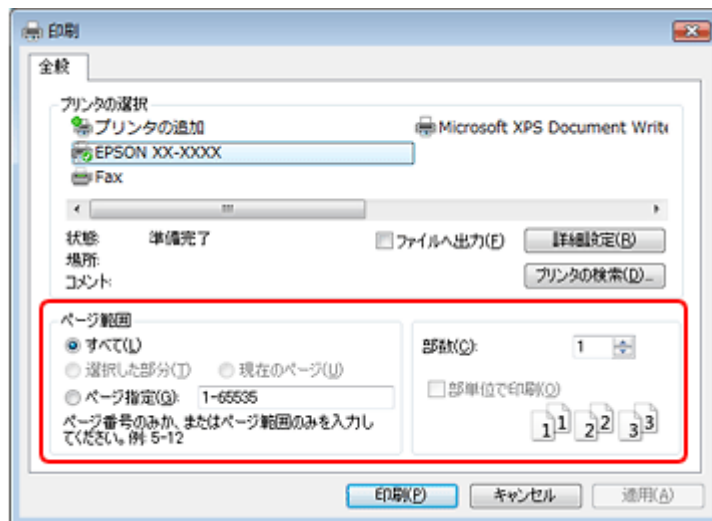 印刷
全般
プリンタの選択
プリンタの追加
Microsoft XPS Document Write
EPSON XX-XXXX
Fax
状態: 準備完了
場所:
コメント:
ファイルへ出力(F)
詳細設定(R)
プリンタの検索(D)...
ページ範囲
すべて(L)
選択した部分(T) 現在のページ(U)
ページ指定(G): 1-65535
ページ番号のみか、またはページ範囲のみを入力し
てください。例: 5-12
部数(C): 1
部単位で印刷(O)
11 22 33
印刷(P) キャンセル 適用(A)